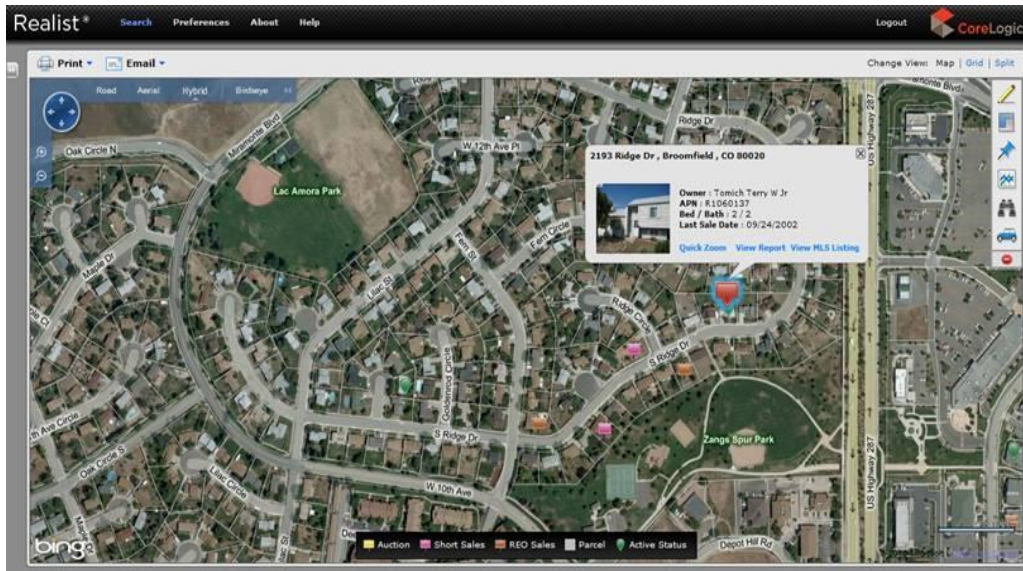 Realist® Search Preferences About Help Logout CoreLogic
Print Email Change View: Map | Grid | Split
Road Aerial Hybrid Birdseye
Ridge Dr
US Highway 287
Oak Circle N
Miramonte Blvd
W 12th Ave Pl
Lac Amora Park
2193 Ridge Dr , Broomfield , CO 80020
Owner : Tomich Terry W Jr
APN : R1060137
Bed / Bath : 2 / 2
Last Sale Date : 09/24/2002
Quick Zoom View Report View MLS Listing
Maple Dr
Fern St
Fern Circle
Lilac St
Ridge Circle
S Ridge Dr
Goldenrod Circle
S Ridge Dr
Zangs Spur Park
Oak Circle S
Lilac Circle
W 10th Ave
US Highway 287
Depot Hill Rd
bing
Auction Short Sales REO Sales Parcel Active Status